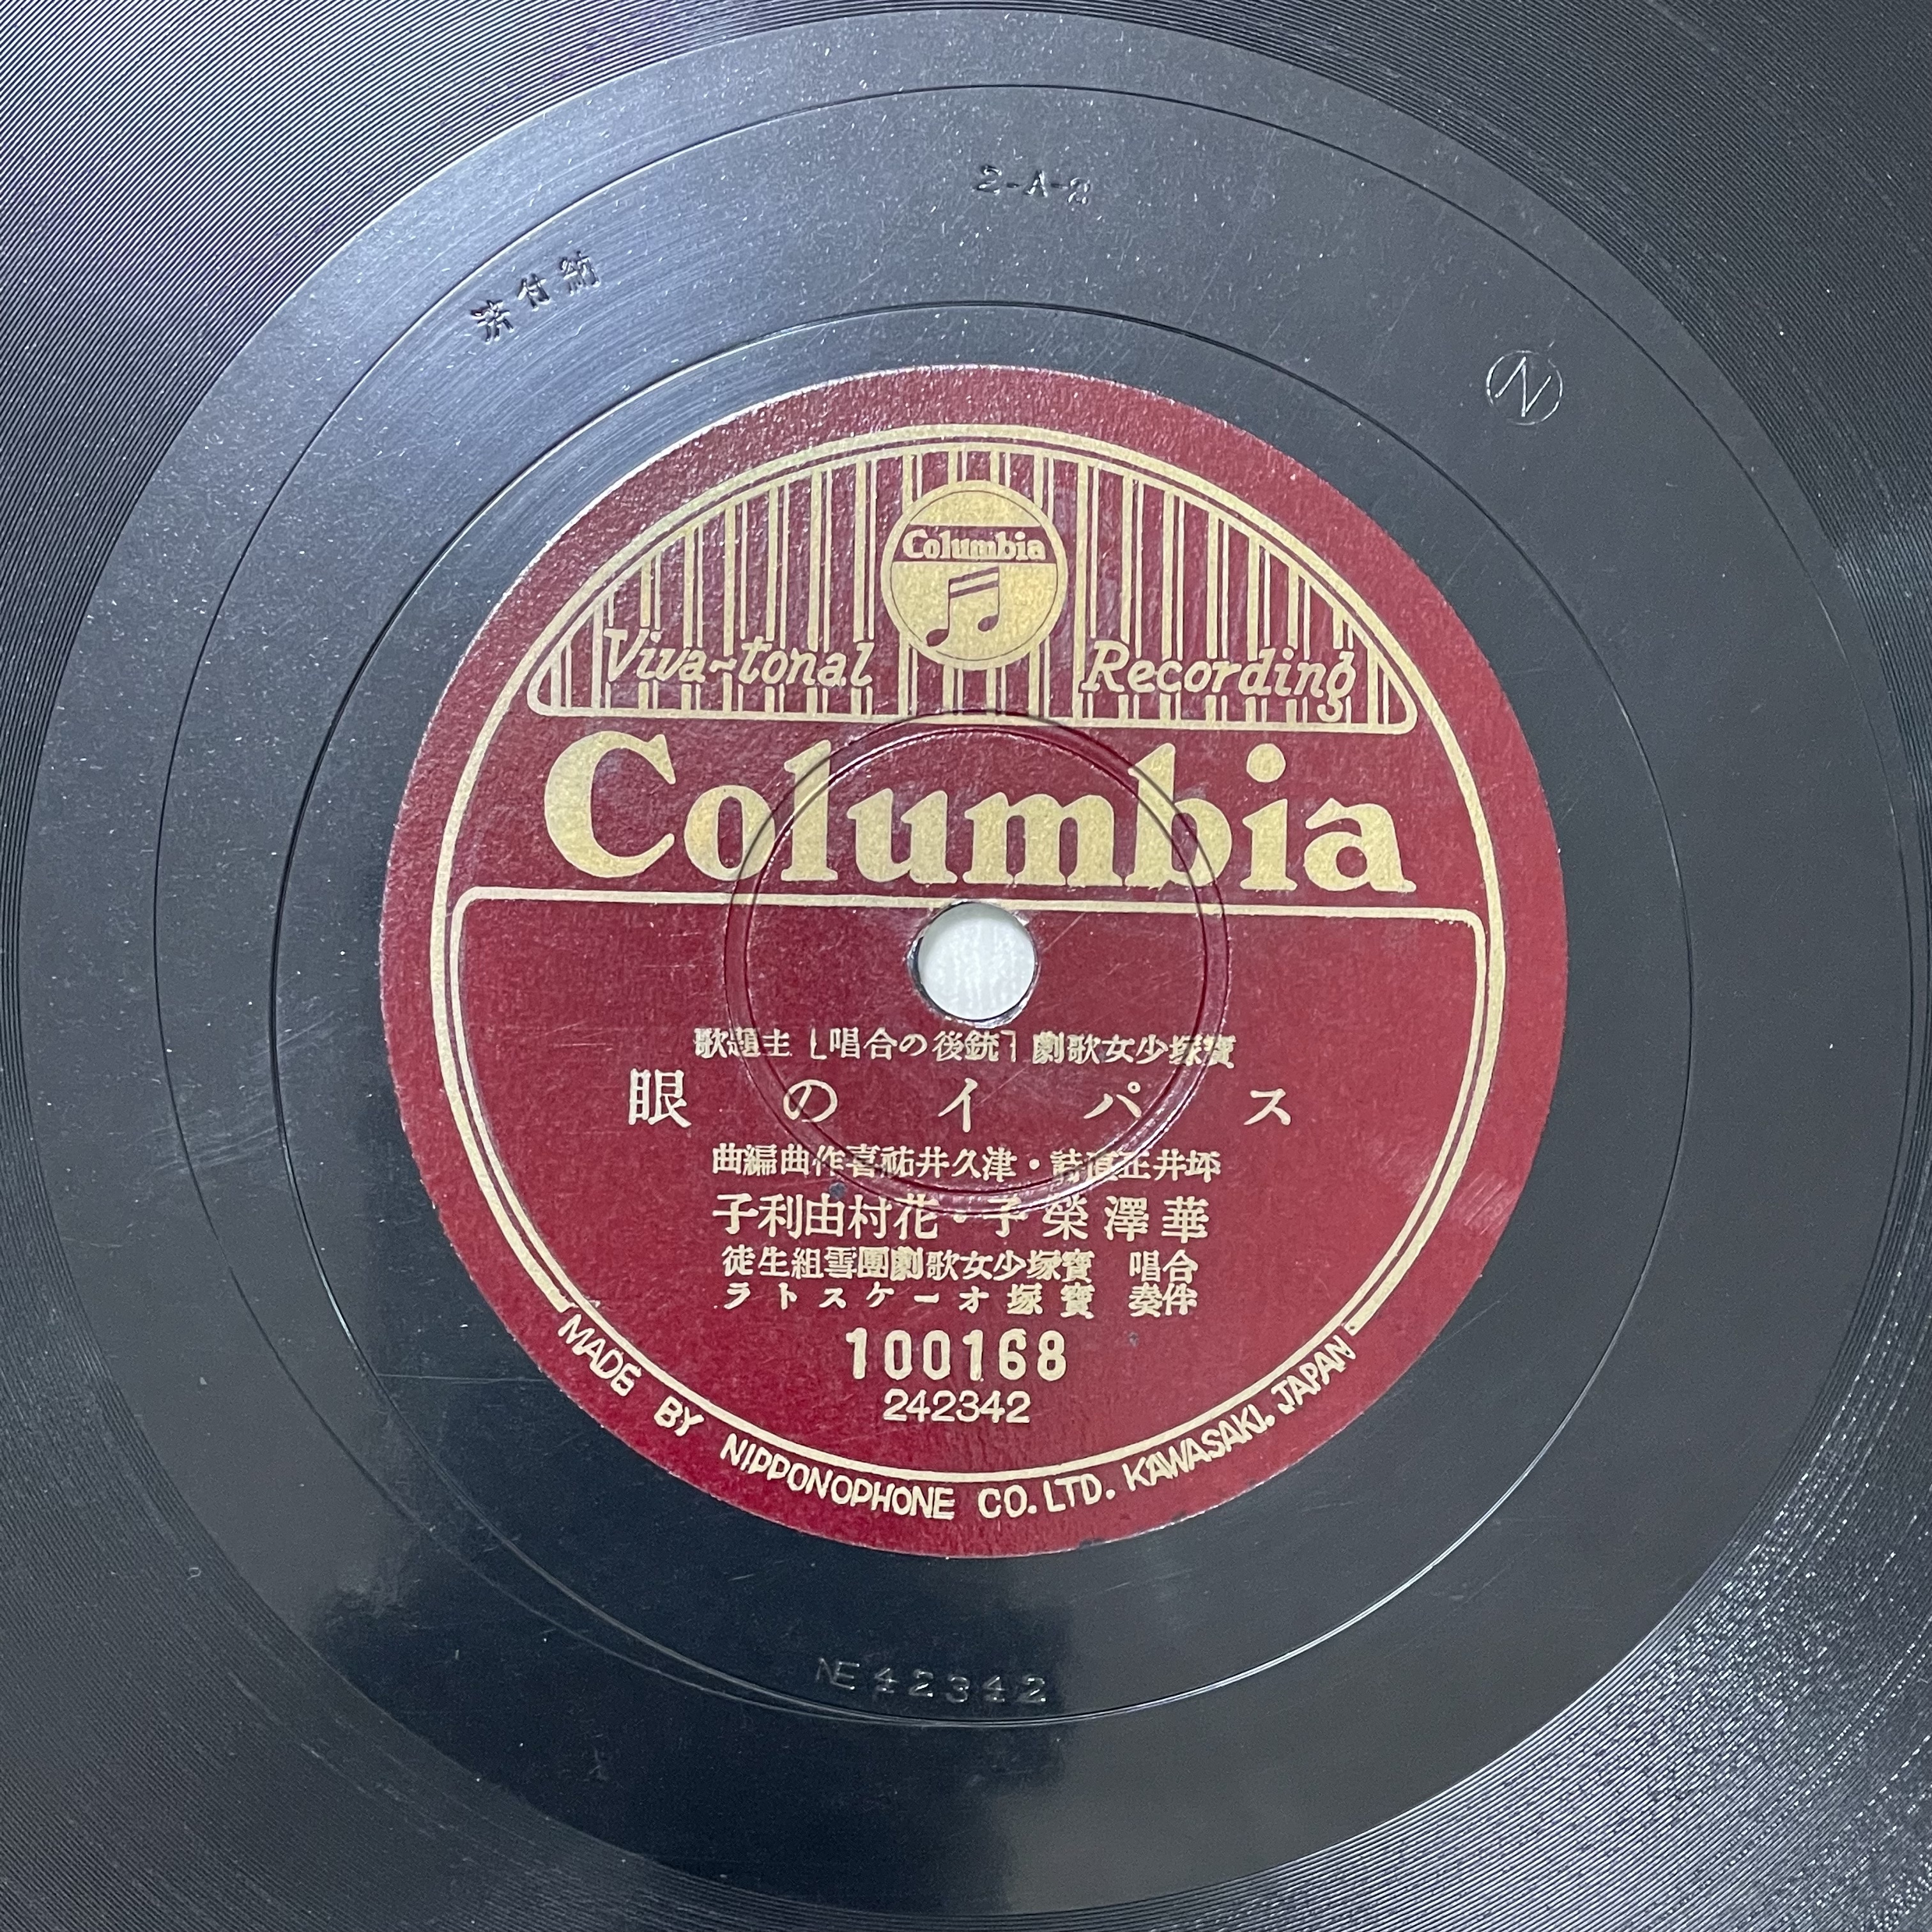 2-A-2
納付済
N
Columbia
Viva-tonal Recording
Columbia
寶塚少女歌劇「銃後の合唱」主題歌
スパイの眼
坪井正直詩・津久井祐喜作曲編曲
華澤榮子・花村由利子
合唱 寶塚少女歌劇團雪組生徒
伴奏 寶塚オーケストラ
100168
242342
MADE BY NIPPONOPHONE CO. LTD. KAWASAKI. JAPAN
NE42342